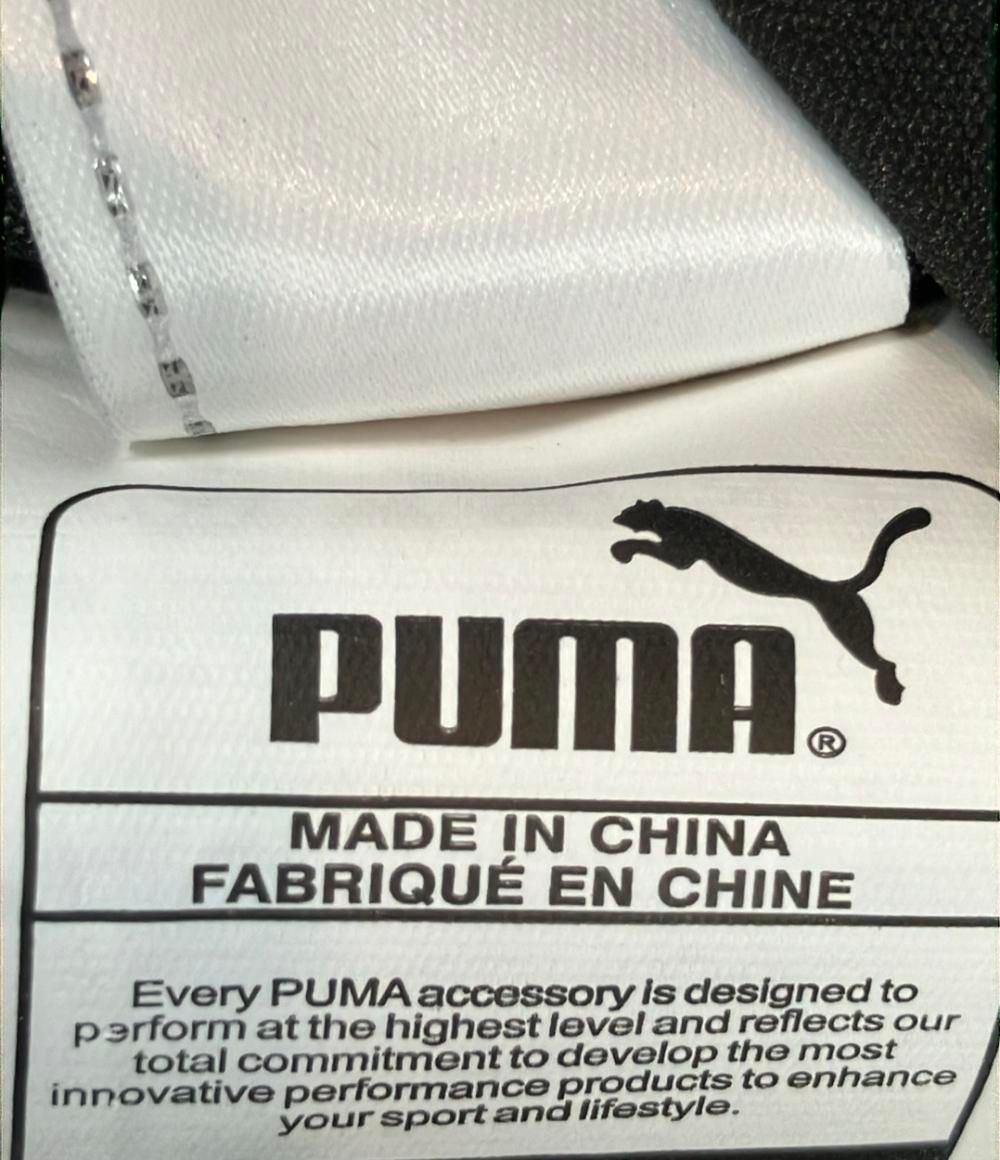 PUMA®
MADE IN CHINA
FABRIQUÉ EN CHINE
Every PUMA accessory is designed to
perform at the highest level and reflects our
total commitment to develop the most
innovative performance products to enhance
your sport and lifestyle.